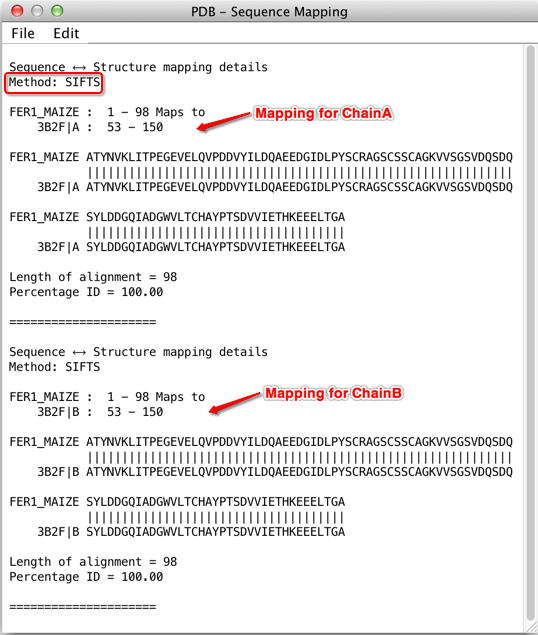 PDB - Sequence Mapping
File Edit
Sequence ↔ Structure mapping details
Method: SIFTS
FER1_MAIZE : 1 - 98 Maps to
Mapping for ChainA
3B2F|A : 53 - 150
FER1_MAIZE ATYNVKLITPEGEVELQVPDDVYILDQAEEDGIDLPYSCRAGSCSSCAGKVVSGSVDQSDQ
|||||||||||||||||||||||||||||||||||||||||||||||||||||||||||||
3B2F|A ATYNVKLITPEGEVELQVPDDVYILDQAEEDGIDLPYSCRAGSCSSCAGKVVSGSVDQSDQ
FER1_MAIZE SYLDDGQIADGWVLTCHAYPTSDVVIETHKEEELTGA
|||||||||||||||||||||||||||||||||||||
3B2F|A SYLDDGQIADGWVLTCHAYPTSDVVIETHKEEELTGA
Length of alignment = 98
Percentage ID = 100.00
=====================
Sequence ↔ Structure mapping details
Method: SIFTS
FER1_MAIZE : 1 - 98 Maps to
Mapping for ChainB
3B2F|B : 53 - 150
FER1_MAIZE ATYNVKLITPEGEVELQVPDDVYILDQAEEDGIDLPYSCRAGSCSSCAGKVVSGSVDQSDQ
|||||||||||||||||||||||||||||||||||||||||||||||||||||||||||||
3B2F|B ATYNVKLITPEGEVELQVPDDVYILDQAEEDGIDLPYSCRAGSCSSCAGKVVSGSVDQSDQ
FER1_MAIZE SYLDDGQIADGWVLTCHAYPTSDVVIETHKEEELTGA
|||||||||||||||||||||||||||||||||||||
3B2F|B SYLDDGQIADGWVLTCHAYPTSDVVIETHKEEELTGA
Length of alignment = 98
Percentage ID = 100.00
=====================